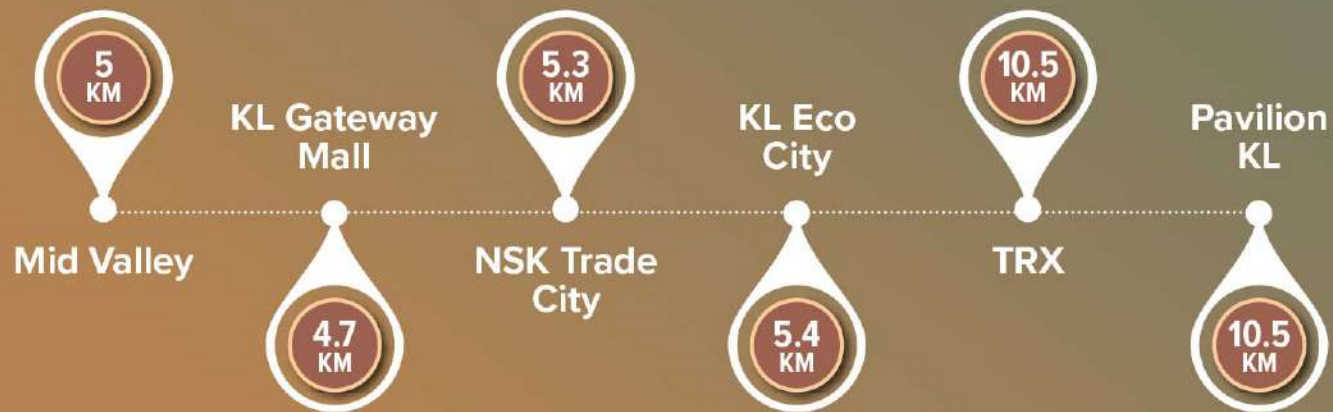 5
KM
Mid Valley
KL Gateway
Mall
4.7
KM
5.3
KM
NSK Trade
City
KL Eco
City
5.4
KM
10.5
KM
TRX
Pavilion
KL
10.5
KM